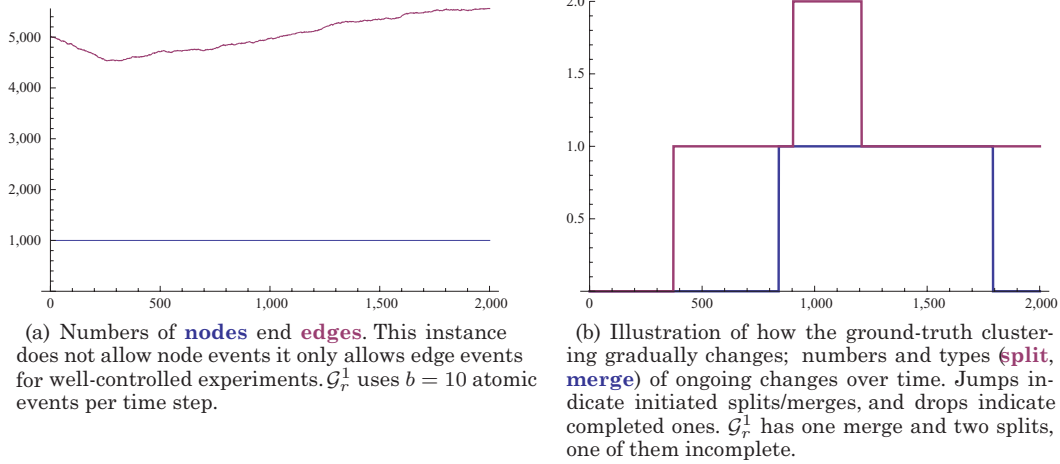 5,000
4,000
3,000
2,000
1,000
0
500
1,000
1,500
2,000
(a) Numbers of nodes end edges. This instance
does not allow node events it only allows edge events
for well-controlled experiments. 𝒢_r^1 uses b = 10 atomic
events per time step.
2.0
1.5
1.0
0.5
0
500
1,000
1,500
2,000
(b) Illustration of how the ground-truth cluster-
ing gradually changes; numbers and types (split,
merge) of ongoing changes over time. Jumps in-
dicate initiated splits/merges, and drops indicate
completed ones. 𝒢_r^1 has one merge and two splits,
one of them incomplete.